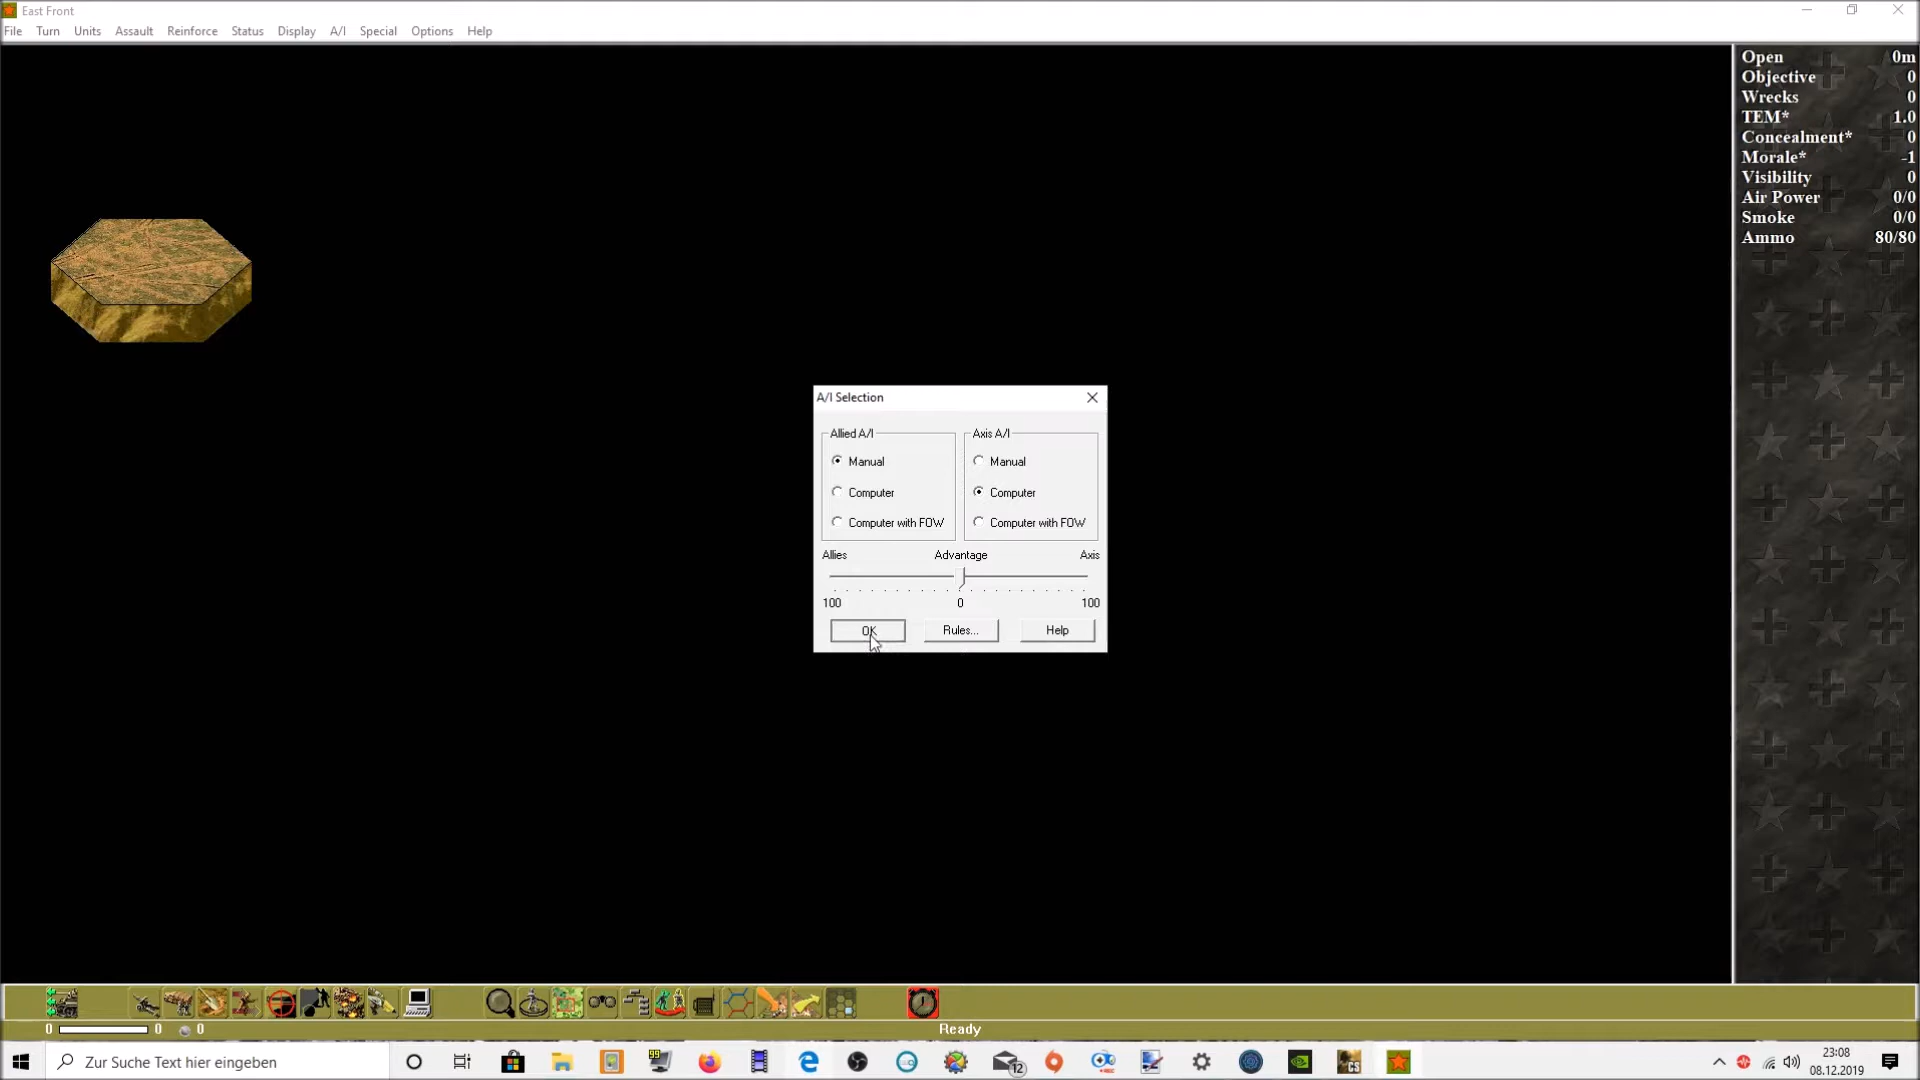 East Front
File Turn Units Assault Reinforce Status Display A/I Special Options Help
Open 0m
Objective 0
Wrecks 0
TEM* 1.0
Concealment* 0
Morale* -1
Visibility 0
Air Power 0/0
Smoke 0/0
Ammo 80/80
A/I Selection
Allied A/I Axis A/I
Manual Manual
Computer Computer
Computer with FOW Computer with FOW
Allies Advantage Axis
100 0 100
OK Rules... Help
0 0 0 Ready
Zur Suche Text hier eingeben
99
CS
12
23:08
08.12.2019